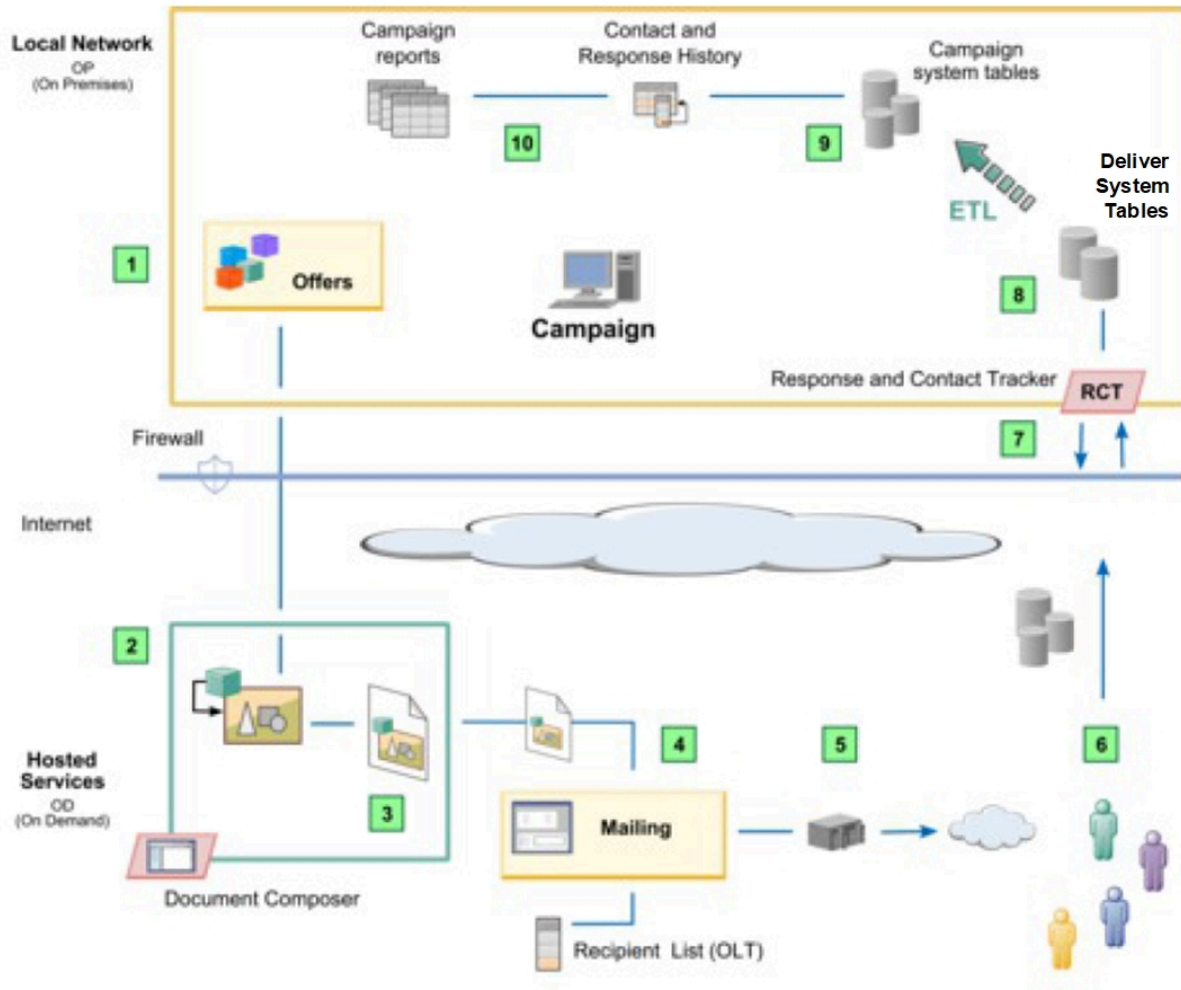 Local Network
OP
(On Premises)
Campaign
reports
Contact and
Response History
Campaign
system tables
10
9
Deliver
System
Tables
ETL
1
Offers
Campaign
8
Response and Contact Tracker
RCT
7
Firewall
Internet
2
Hosted
Services
OD
(On Demand)
3
4
5
6
Mailing
Document Composer
Recipient List (OLT)